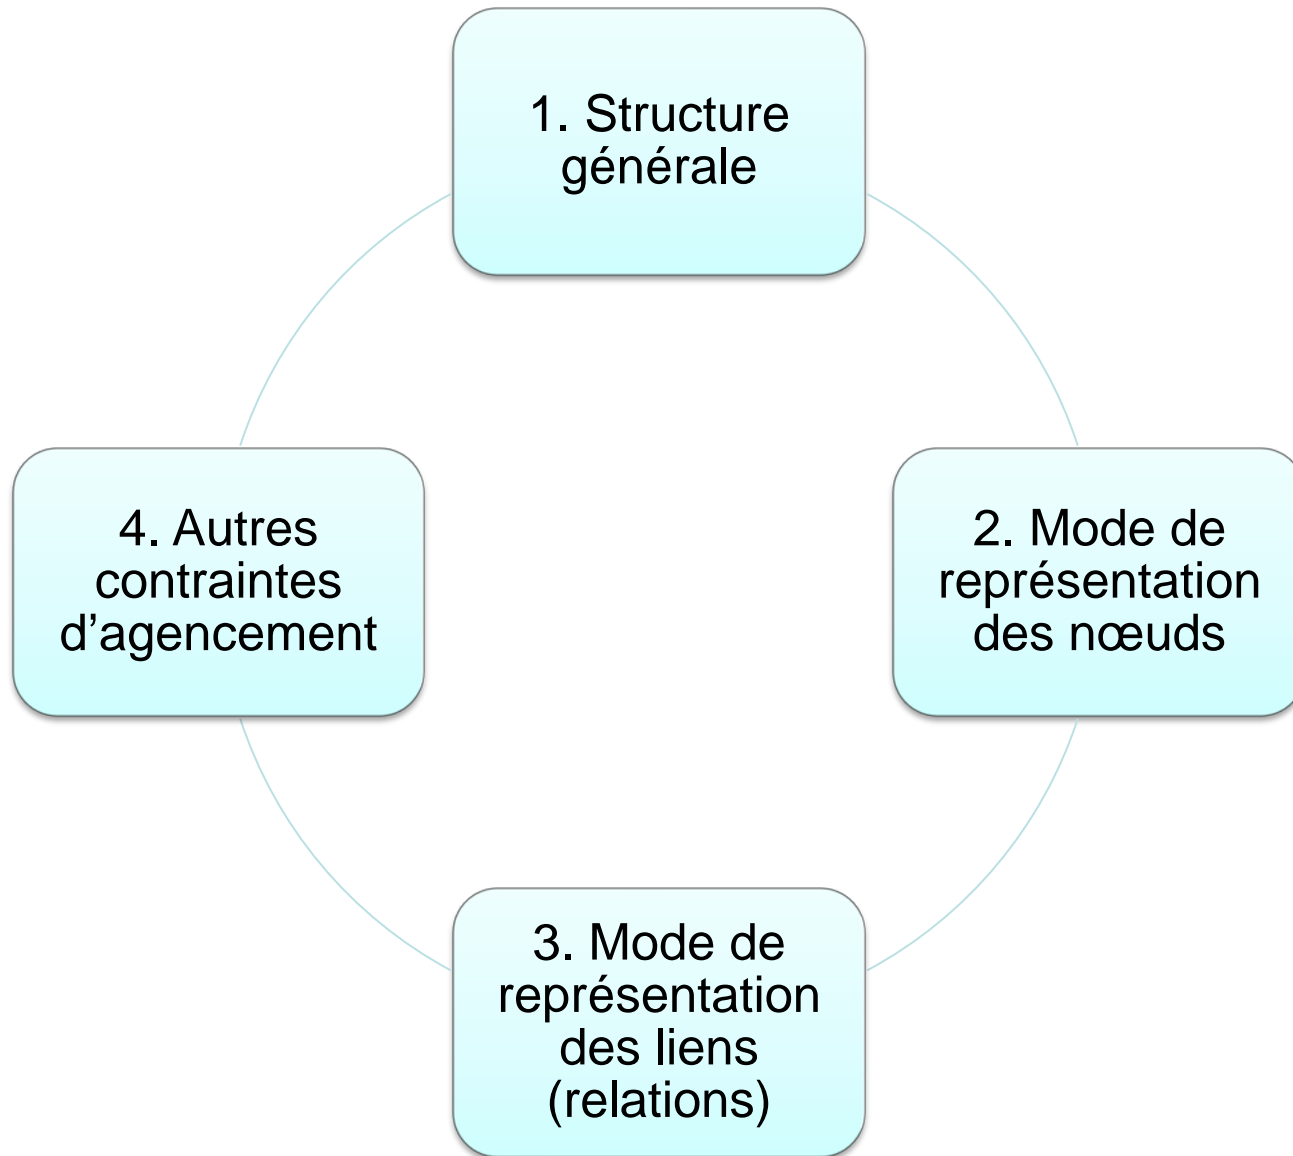 1. Structure
générale
2. Mode de
représentation
des nœuds
3. Mode de
représentation
des liens
(relations)
4. Autres
contraintes
d’agencement